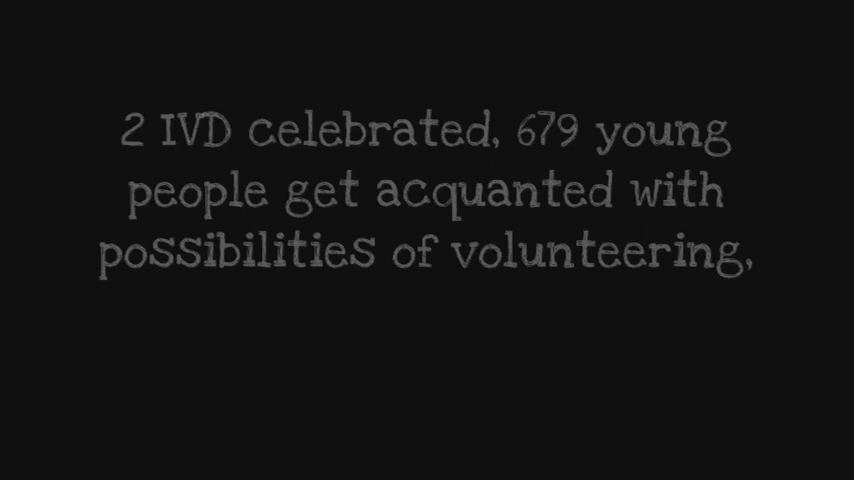 2 IVD celebrated, 679 young
people get acquanted with
possibilities of volunteering,